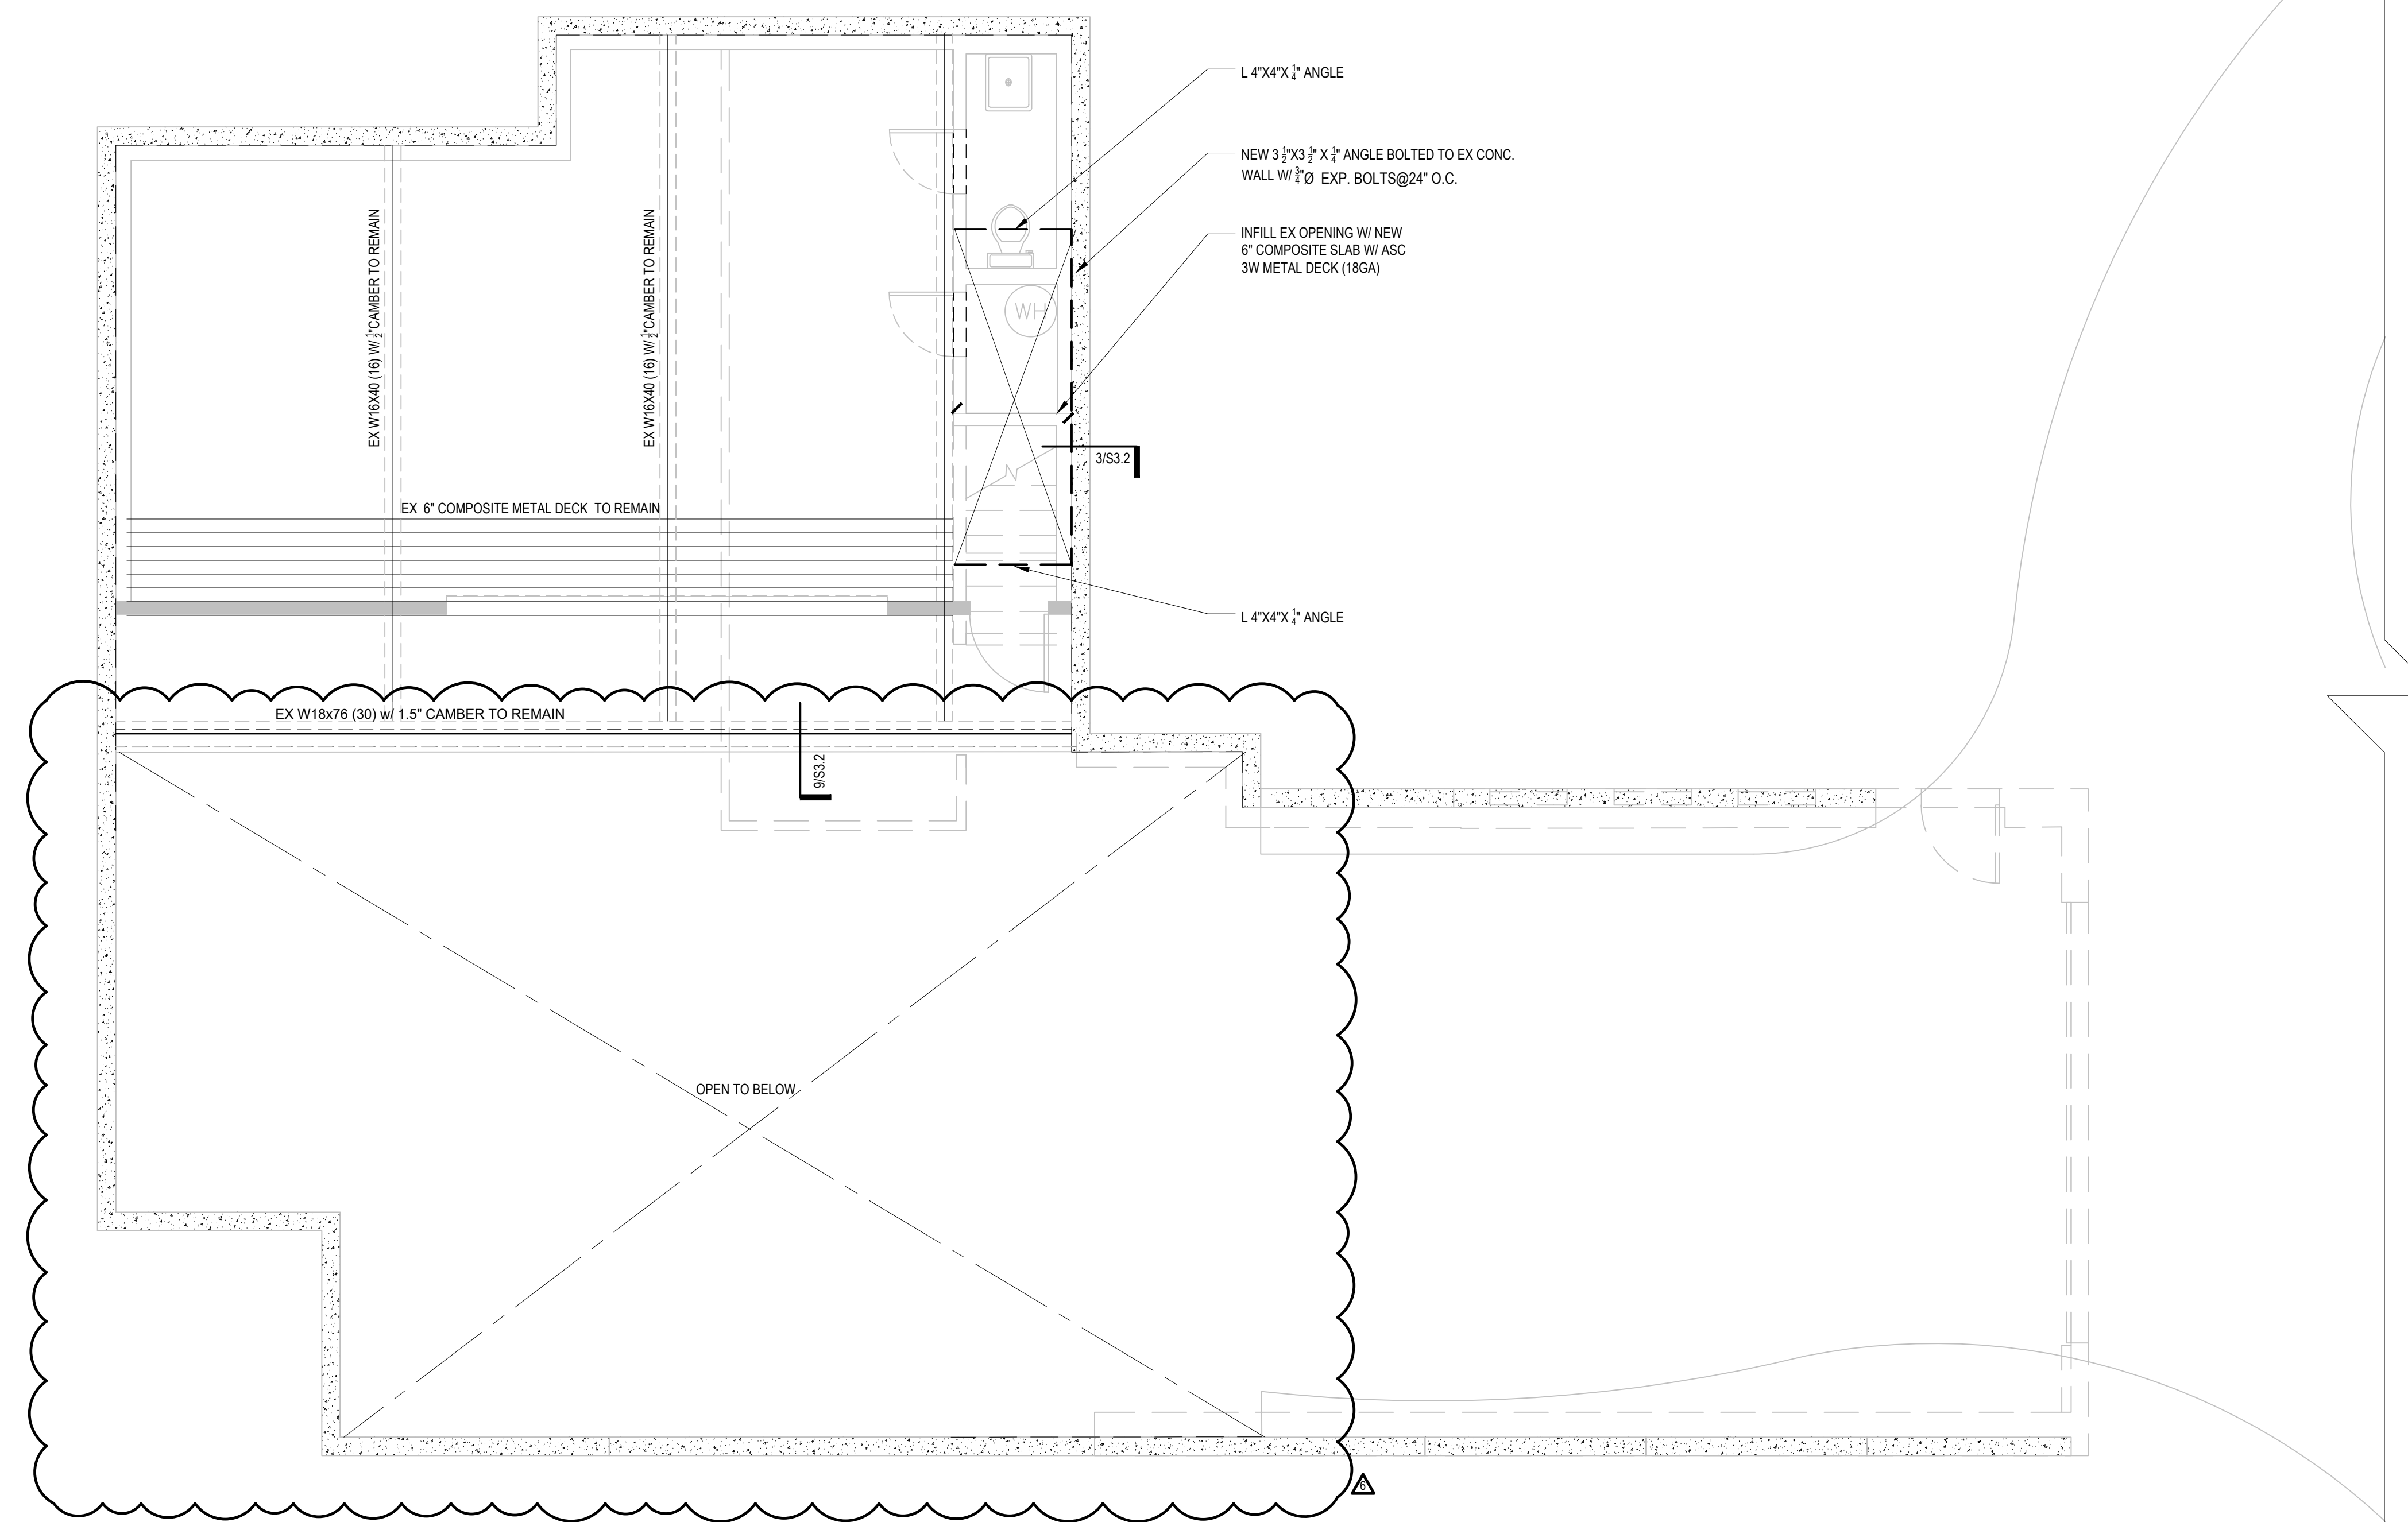 L 4"X4"X 1/4" ANGLE
NEW 3 1/2"X3 1/2" X 1/4" ANGLE BOLTED TO EX CONC.
WALL W/ 3/4"Ø EXP. BOLTS@24" O.C.
INFILL EX OPENING W/ NEW
6" COMPOSITE SLAB W/ ASC
3W METAL DECK (18GA)
EX W16X40 (16) W/ 1/2"CAMBER TO REMAIN
EX W16X40 (16) W/ 1/2"CAMBER TO REMAIN
WH
3/S3.2
EX 6" COMPOSITE METAL DECK TO REMAIN
L 4"X4"X 1/4" ANGLE
EX W18x76 (30) w/ 1.5" CAMBER TO REMAIN
9/S3.2
OPEN TO BELOW
6